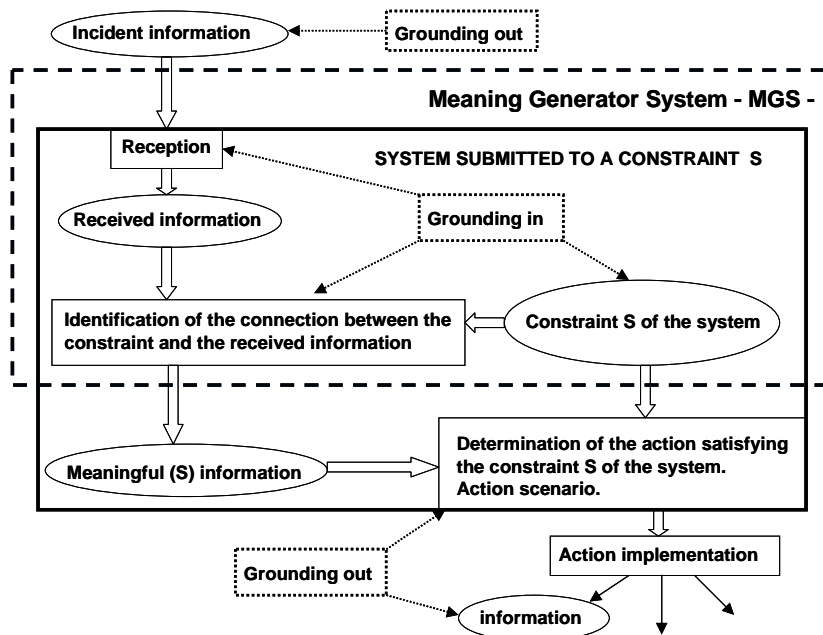 Incident information
Grounding out
Meaning Generator System - MGS -
Reception
SYSTEM SUBMITTED TO A CONSTRAINT S
Received information
Grounding in
Identification of the connection between the
constraint and the received information
Constraint S of the system
Meaningful (S) information
Determination of the action satisfying
the constraint S of the system.
Action scenario.
Grounding out
Action implementation
information